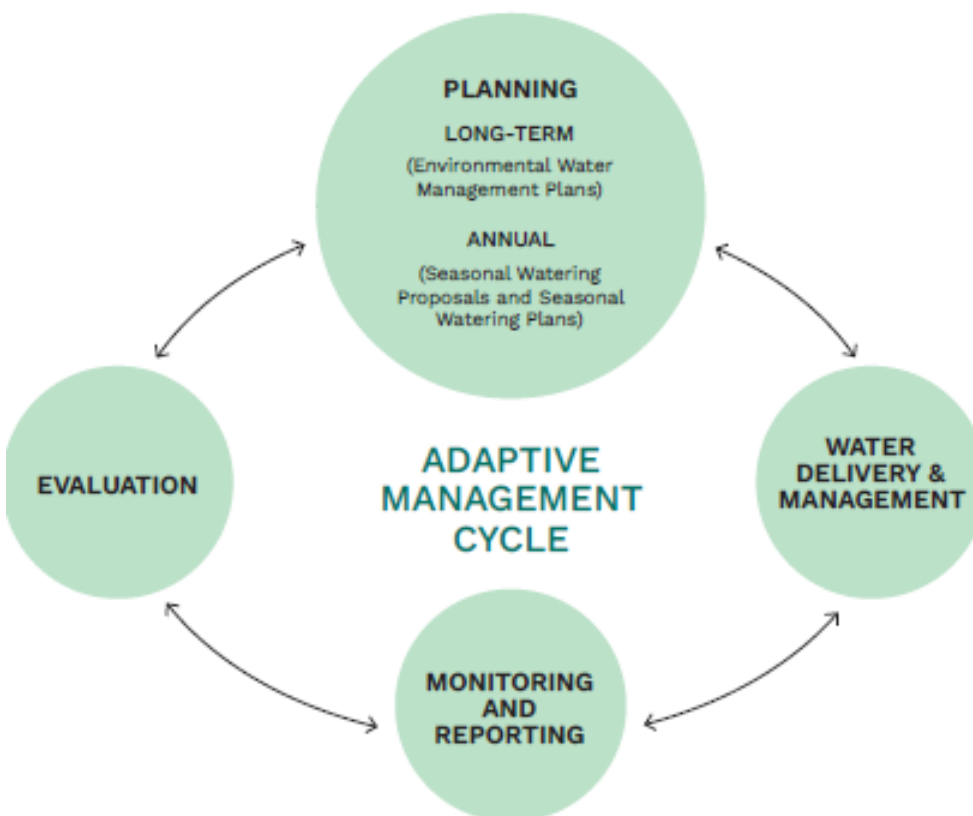 PLANNING
LONG-TERM
(Environmental Water
Management Plans)
ANNUAL
(Seasonal Watering
Proposals and Seasonal
Watering Plans)
EVALUATION
ADAPTIVE
MANAGEMENT
CYCLE
WATER
DELIVERY &
MANAGEMENT
MONITORING
AND
REPORTING